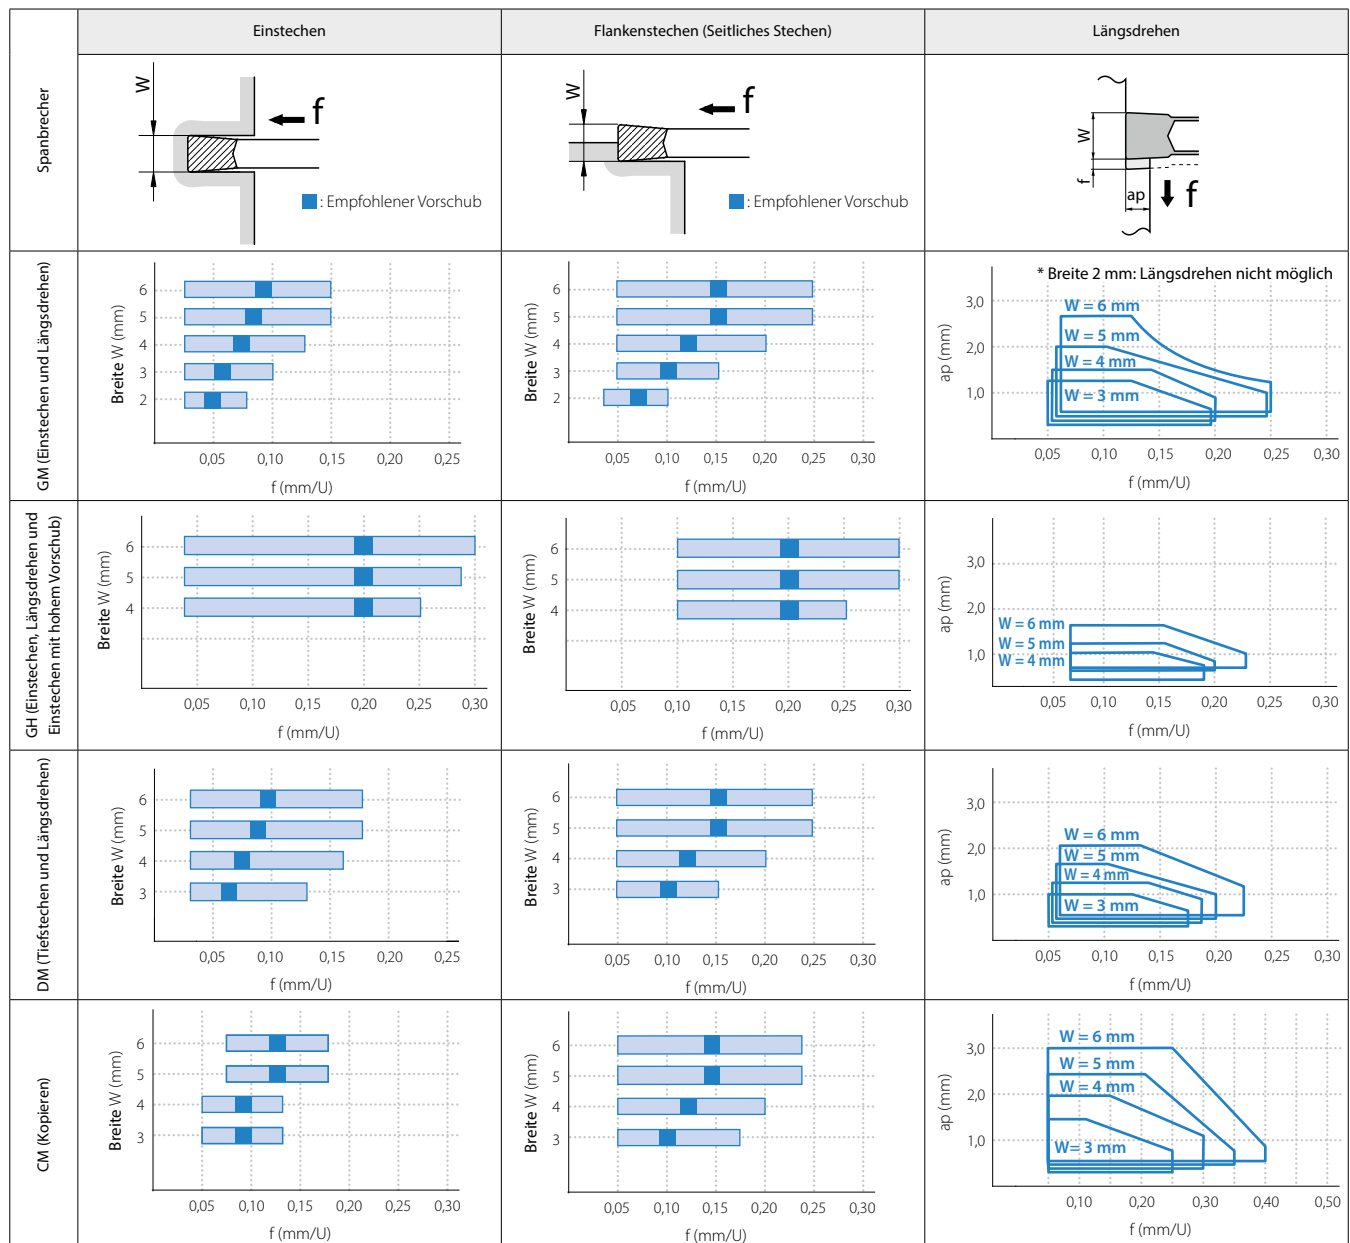 Einstechen
Flankenstechen (Seitliches Stechen)
Längsdrehen
Spanbrecher
W
f
: Empfohlener Vorschub
W
f
: Empfohlener Vorschub
W
f
ap
f
GM (Einstechen und Längsdrehen)
Breite W (mm)
6
5
4
3
2
0,05 0,10 0,15 0,20 0,25
f (mm/U)
Breite W (mm)
6
5
4
3
2
0,05 0,10 0,15 0,20 0,25 0,30
f (mm/U)
* Breite 2 mm: Längsdrehen nicht möglich
ap (mm)
3,0
2,0
1,0
W = 6 mm
W = 5 mm
W = 4 mm
W = 3 mm
0,05 0,10 0,15 0,20 0,25 0,30
f (mm/U)
GH (Einstechen, Längsdrehen und
Einstechen mit hohem Vorschub)
Breite W (mm)
6
5
4
0,05 0,10 0,15 0,20 0,25 0,30
f (mm/U)
Breite W (mm)
6
5
4
0,05 0,10 0,15 0,20 0,25 0,30
f (mm/U)
ap (mm)
3,0
2,0
1,0
W = 6 mm
W = 5 mm
W = 4 mm
0,05 0,10 0,15 0,20 0,25 0,30
f (mm/U)
DM (Tiefstechen und Längsdrehen)
Breite W (mm)
6
5
4
3
0,05 0,10 0,15 0,20 0,25
f (mm/U)
Breite W (mm)
6
5
4
3
0,05 0,10 0,15 0,20 0,25 0,30
f (mm/U)
ap (mm)
3,0
2,0
1,0
W = 6 mm
W = 5 mm
W = 4 mm
W = 3 mm
0,05 0,10 0,15 0,20 0,25 0,30
f (mm/U)
CM (Kopieren)
Breite W (mm)
6
5
4
3
0,05 0,10 0,15 0,20 0,25 0,30
f (mm/U)
Breite W (mm)
6
5
4
3
0,05 0,10 0,15 0,20 0,25 0,30
f (mm/U)
ap (mm)
3,0
2,0
1,0
W = 6 mm
W = 5 mm
W = 4 mm
W= 3 mm
0,10 0,20 0,30 0,40 0,50
f (mm/U)